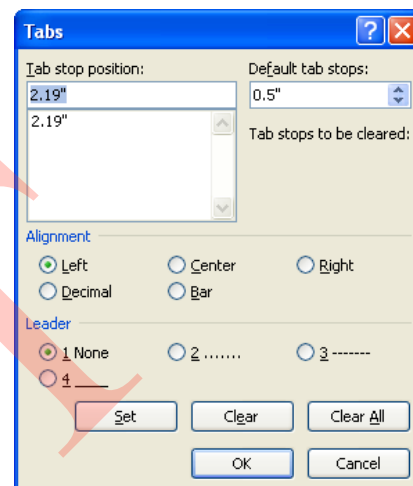 Tabs
Tab stop position: Default tab stops:
2.19" 0.5"
2.19"
Tab stops to be cleared:
Alignment
Left Center Right
Decimal Bar
Leader
1 None 2 ....... 3 -------
4 ___
Set Clear Clear All
OK Cancel